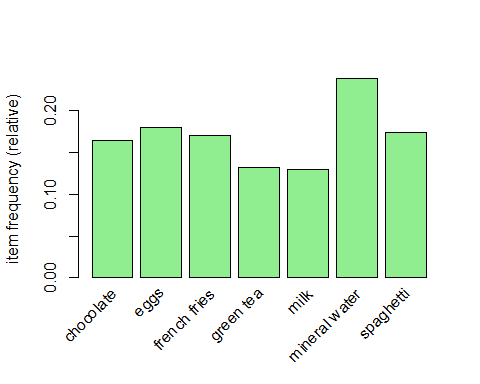 item frequency (relative)
0.20
0.10
0.00
chocolate
eggs
french fries
green tea
milk
mineral water
spaghetti